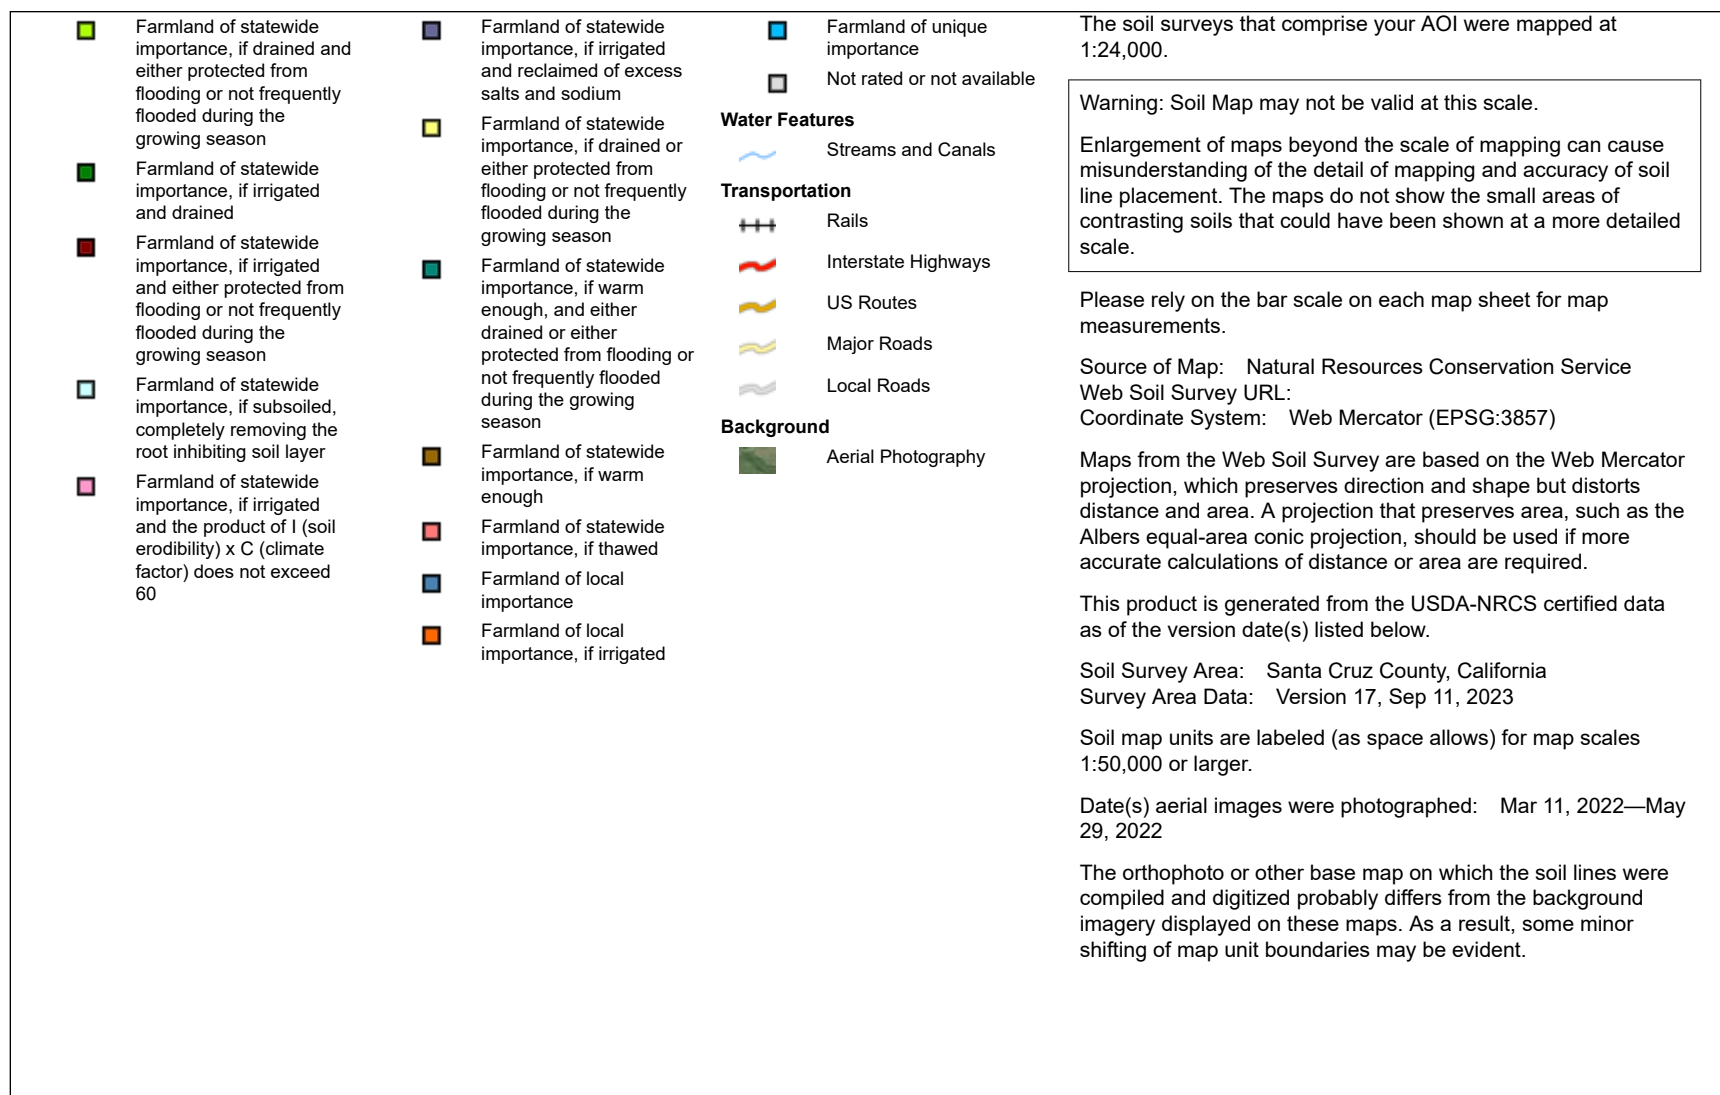 Farmland of statewide
importance, if drained and
either protected from
flooding or not frequently
flooded during the
growing season
Farmland of statewide
importance, if irrigated
and drained
Farmland of statewide
importance, if irrigated
and either protected from
flooding or not frequently
flooded during the
growing season
Farmland of statewide
importance, if subsoiled,
completely removing the
root inhibiting soil layer
Farmland of statewide
importance, if irrigated
and the product of I (soil
erodibility) x C (climate
factor) does not exceed
60
Farmland of statewide
importance, if irrigated
and reclaimed of excess
salts and sodium
Farmland of statewide
importance, if drained or
either protected from
flooding or not frequently
flooded during the
growing season
Farmland of statewide
importance, if warm
enough, and either
drained or either
protected from flooding or
not frequently flooded
during the growing
season
Farmland of statewide
importance, if warm
enough
Farmland of statewide
importance, if thawed
Farmland of local
importance
Farmland of local
importance, if irrigated
Farmland of unique
importance
Not rated or not available
Water Features
Streams and Canals
Transportation
Rails
Interstate Highways
US Routes
Major Roads
Local Roads
Background
Aerial Photography
The soil surveys that comprise your AOI were mapped at
1:24,000.
Warning: Soil Map may not be valid at this scale.
Enlargement of maps beyond the scale of mapping can cause
misunderstanding of the detail of mapping and accuracy of soil
line placement. The maps do not show the small areas of
contrasting soils that could have been shown at a more detailed
scale.
Please rely on the bar scale on each map sheet for map
measurements.
Source of Map: Natural Resources Conservation Service
Web Soil Survey URL:
Coordinate System: Web Mercator (EPSG:3857)
Maps from the Web Soil Survey are based on the Web Mercator
projection, which preserves direction and shape but distorts
distance and area. A projection that preserves area, such as the
Albers equal-area conic projection, should be used if more
accurate calculations of distance or area are required.
This product is generated from the USDA-NRCS certified data
as of the version date(s) listed below.
Soil Survey Area: Santa Cruz County, California
Survey Area Data: Version 17, Sep 11, 2023
Soil map units are labeled (as space allows) for map scales
1:50,000 or larger.
Date(s) aerial images were photographed: Mar 11, 2022—May
29, 2022
The orthophoto or other base map on which the soil lines were
compiled and digitized probably differs from the background
imagery displayed on these maps. As a result, some minor
shifting of map unit boundaries may be evident.